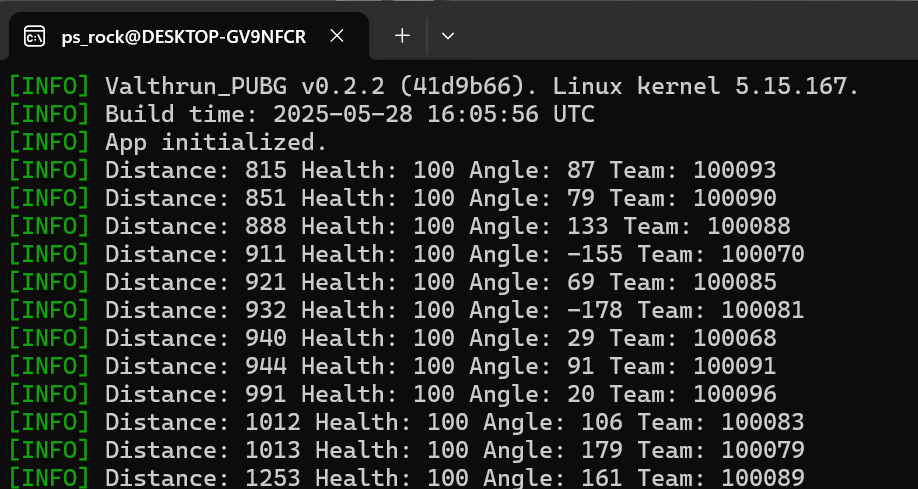 ps_rock@DESKTOP-GV9NFCR
[INFO] Valthrun_PUBG v0.2.2 (41d9b66). Linux kernel 5.15.167.
[INFO] Build time: 2025-05-28 16:05:56 UTC
[INFO] App initialized.
[INFO] Distance: 815 Health: 100 Angle: 87 Team: 100093
[INFO] Distance: 851 Health: 100 Angle: 79 Team: 100090
[INFO] Distance: 888 Health: 100 Angle: 133 Team: 100088
[INFO] Distance: 911 Health: 100 Angle: -155 Team: 100070
[INFO] Distance: 921 Health: 100 Angle: 69 Team: 100085
[INFO] Distance: 932 Health: 100 Angle: -178 Team: 100081
[INFO] Distance: 940 Health: 100 Angle: 29 Team: 100068
[INFO] Distance: 944 Health: 100 Angle: 91 Team: 100091
[INFO] Distance: 991 Health: 100 Angle: 20 Team: 100096
[INFO] Distance: 1012 Health: 100 Angle: 106 Team: 100083
[INFO] Distance: 1013 Health: 100 Angle: 179 Team: 100079
[INFO] Distance: 1253 Health: 100 Angle: 161 Team: 100089